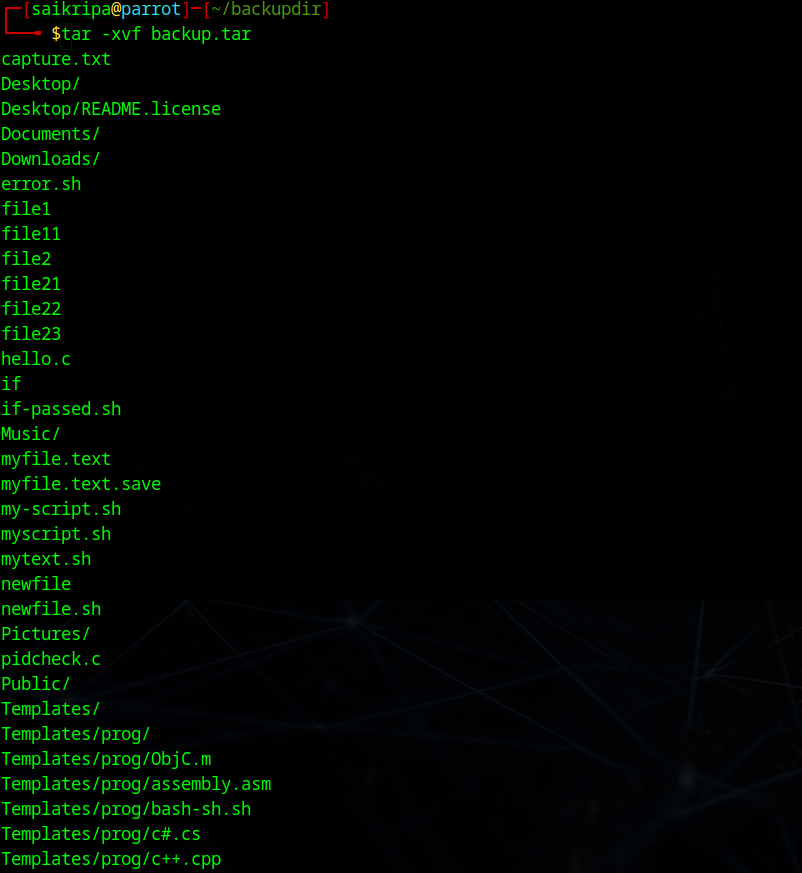 ┌─[saikripa@parrot]─[~/backupdir]
└──╼ $tar -xvf backup.tar
capture.txt
Desktop/
Desktop/README.license
Documents/
Downloads/
error.sh
file1
file11
file2
file21
file22
file23
hello.c
if
if-passed.sh
Music/
myfile.text
myfile.text.save
my-script.sh
myscript.sh
mytext.sh
newfile
newfile.sh
Pictures/
pidcheck.c
Public/
Templates/
Templates/prog/
Templates/prog/ObjC.m
Templates/prog/assembly.asm
Templates/prog/bash-sh.sh
Templates/prog/c#.cs
Templates/prog/c++.cpp